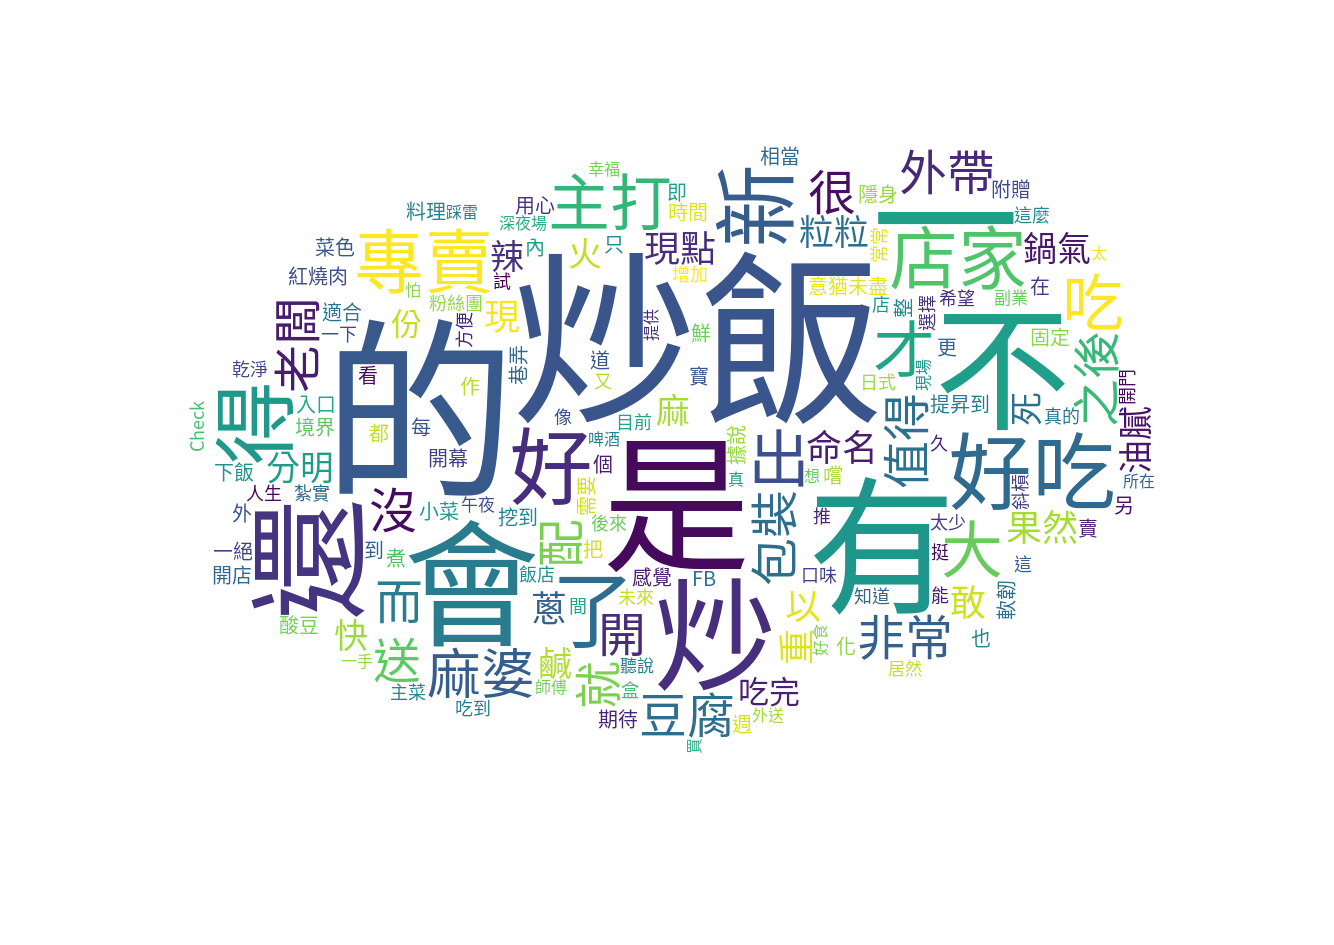 幸福
相當
外帶
很
新
主打
即
時間
隱身
附贈
一
料理
踩雷
用心
深夜場
這麼
粒粒
店家
菜色
專賣
辣
內
火
只
現點
鍋氣
太
紅燒肉
怕
試
炒飯
增加
意猶未盡
在
吃
老闆
適合
一下
份
粉絲團
方便
現
提供
鮮
店
整
選擇
希望
副業
不
固定
之後
乾淨
看
的
作
巷弄
道
又
寶
才
日式
現場
更
開門
得
入口
境界
都
每
像
目前
麻
值得
提昇到
死
真的
油膩
Check
分明
開幕
好
啤酒
個
是
據說
出
命名
久
好吃
下飯
人生
紮實
沒
小菜
午夜
挖到
需要
真
想
嚐
斜槓
所在
外
還
到
煮
會
配
後來
把
包裝
推
有
太少
大
果然
賣
另
一絕
開店
飯店
感覺
FB
口味
挺
這
而
蔥
了
間
未來
炒
以
知道
能
敢
軟韌
酸豆
快
一手
送
麻婆
鹹
開
聽說
重
好食
化
非常
也
居然
主菜
吃到
師傅
就
盒
吃完
期待
豆腐
週
外送
買